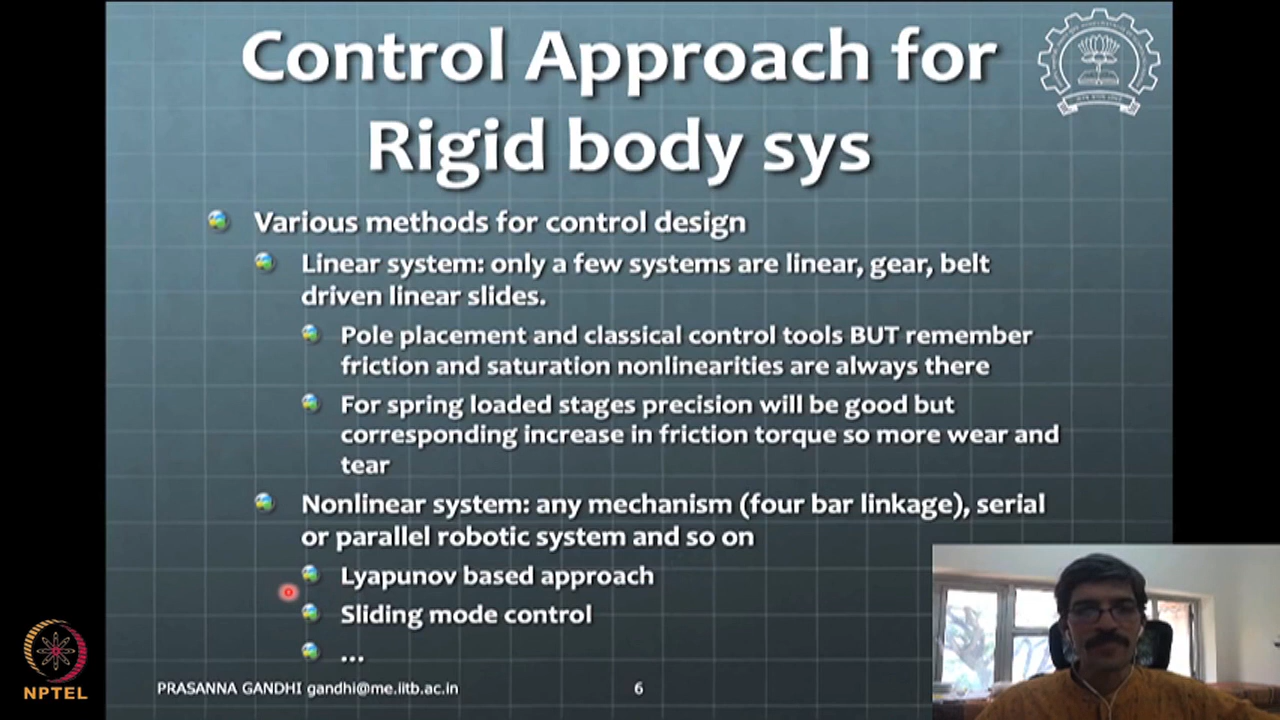 Control Approach for
Rigid body sys
Various methods for control design
Linear system: only a few systems are linear, gear, belt
driven linear slides.
Pole placement and classical control tools BUT remember
friction and saturation nonlinearities are always there
For spring loaded stages precision will be good but
corresponding increase in friction torque so more wear and
tear
Nonlinear system: any mechanism (four bar linkage), serial
or parallel robotic system and so on
Lyapunov based approach
Sliding mode control
...
PRASANNA GANDHI gandhi@me.iitb.ac.in
6
NPTEL